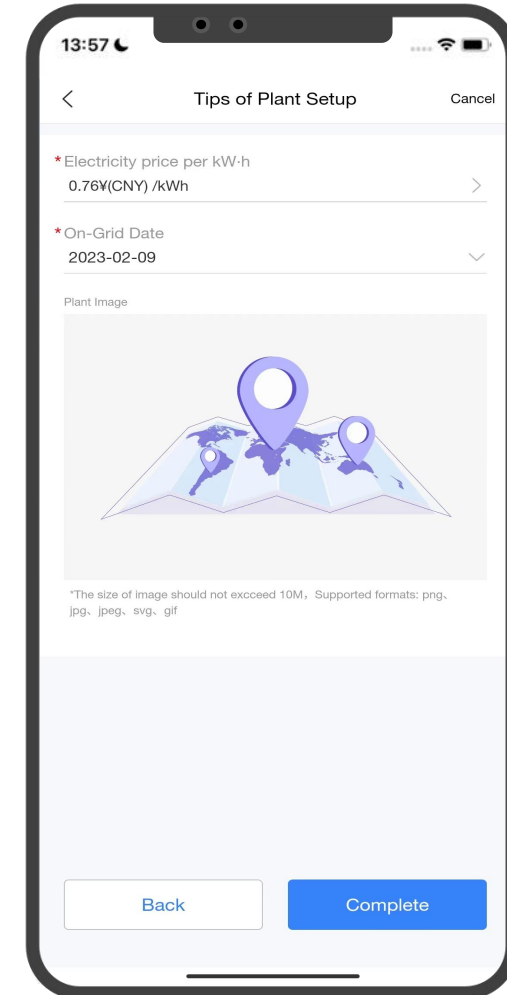 13:57
Tips of Plant Setup
Cancel
*Electricity price per kW·h
0.76¥(CNY) /kWh
*On-Grid Date
2023-02-09
Plant Image
*The size of image should not excceed 10M，Supported formats: png、
jpg、jpeg、svg、gif
Back
Complete